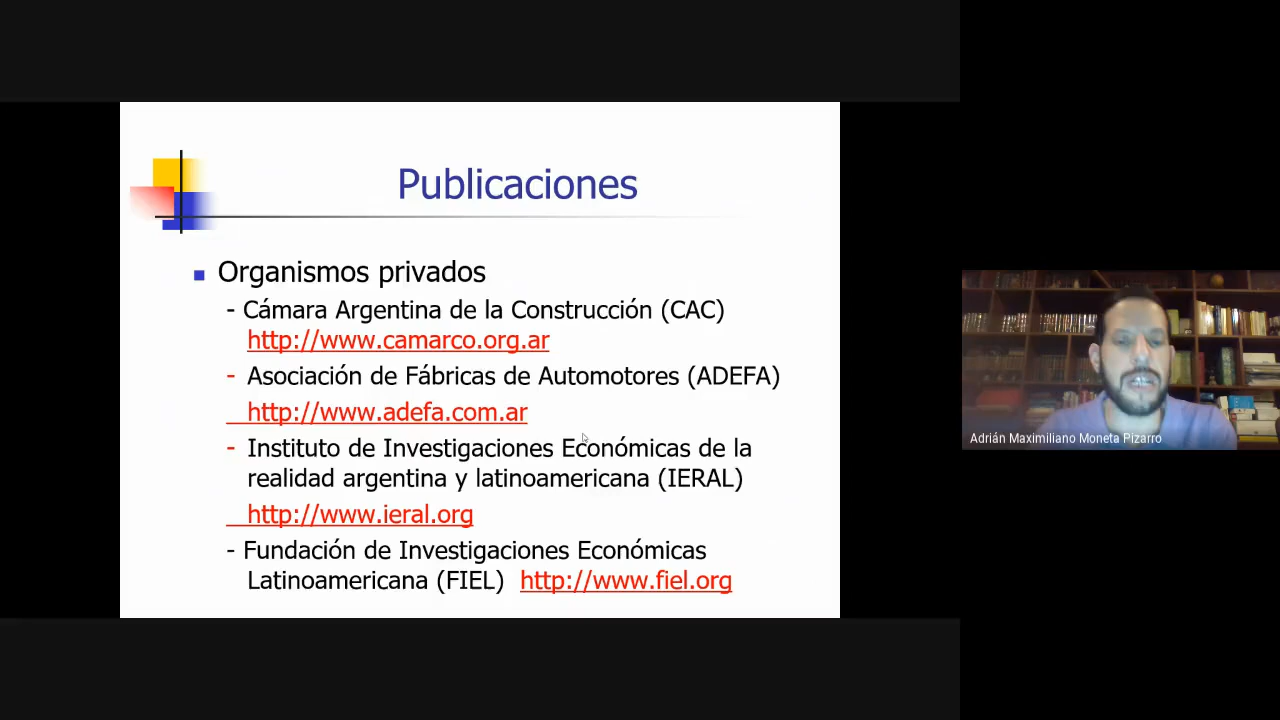 Publicaciones
Organismos privados
- Cámara Argentina de la Construcción (CAC)
http://www.camarco.org.ar
- Asociación de Fábricas de Automotores (ADEFA)
http://www.adefa.com.ar
- Instituto de Investigaciones Económicas de la
realidad argentina y latinoamericana (IERAL)
http://www.ieral.org
- Fundación de Investigaciones Económicas
Latinoamericana (FIEL) http://www.fiel.org
Adrián Maximiliano Moneta Pizarro